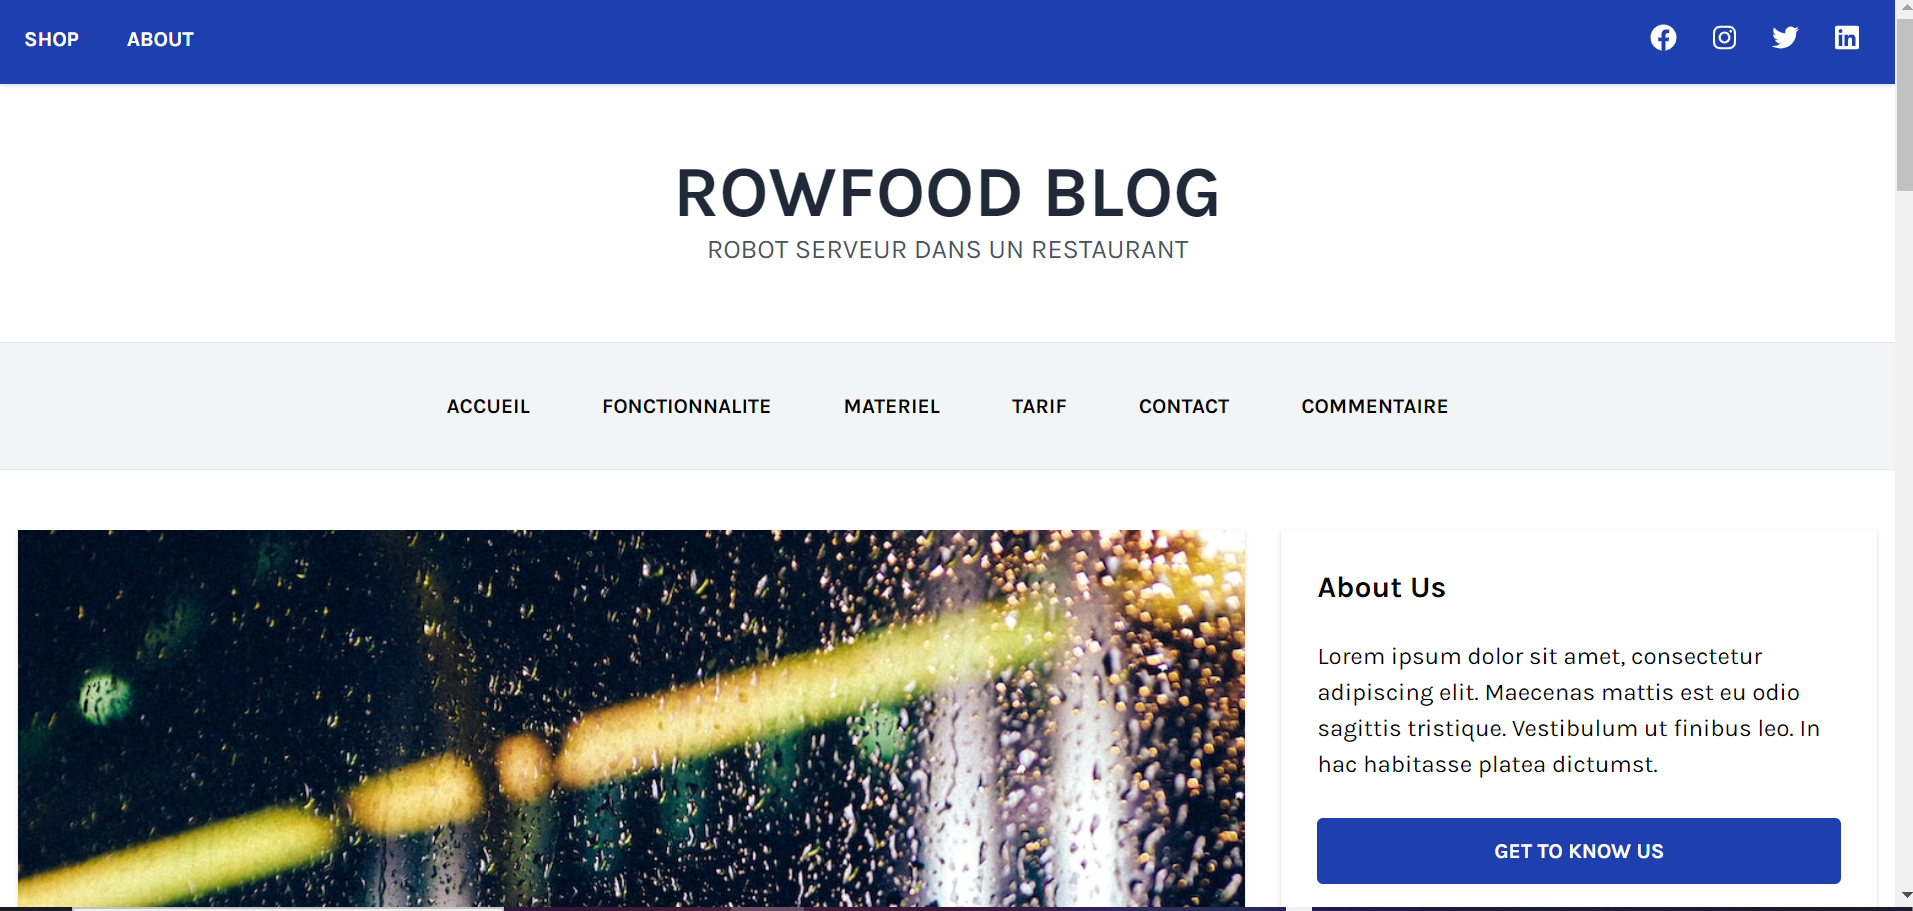 SHOP ABOUT
ROWFOOD BLOG
ROBOT SERVEUR DANS UN RESTAURANT
ACCUEIL FONCTIONNALITE MATERIEL TARIF CONTACT COMMENTAIRE
About Us
Lorem ipsum dolor sit amet, consectetur
adipiscing elit. Maecenas mattis est eu odio
sagittis tristique. Vestibulum ut finibus leo. In
hac habitasse platea dictumst.
GET TO KNOW US